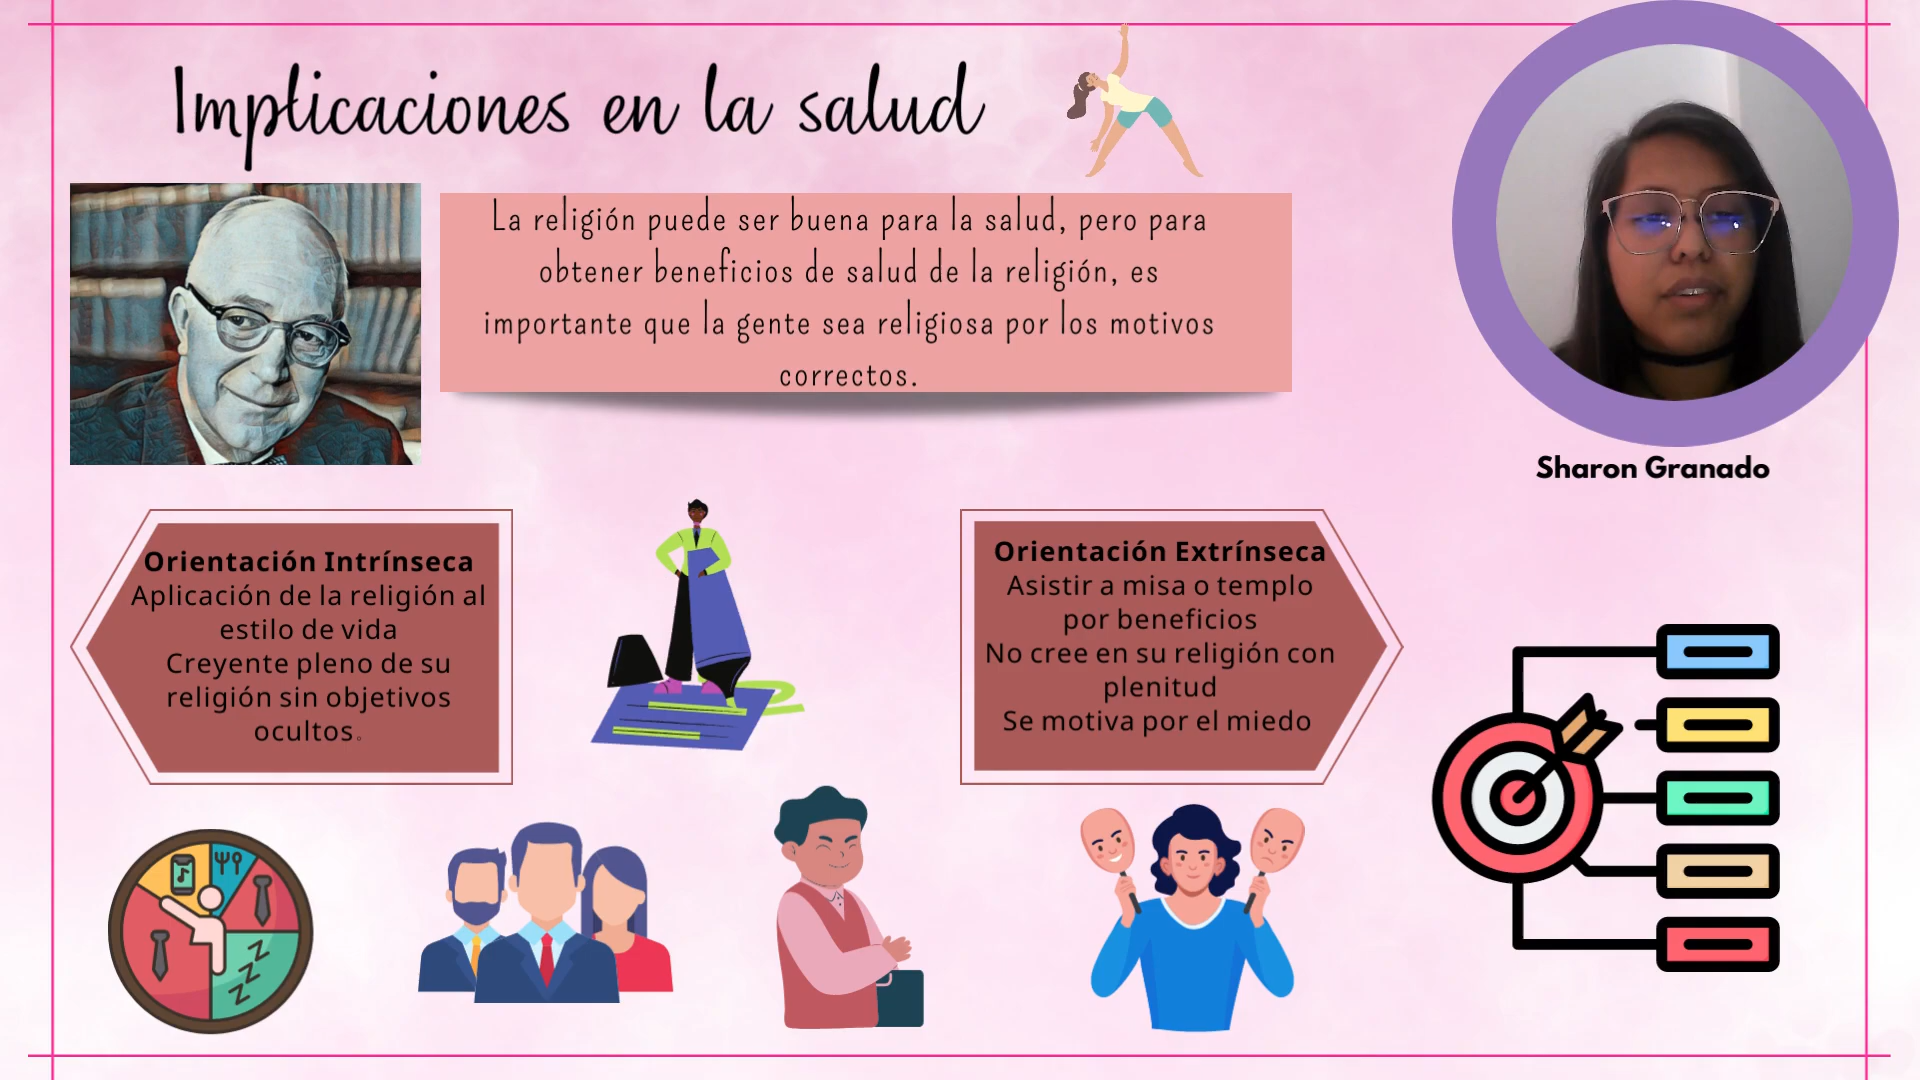 Implicaciones en la salud
La religión puede ser buena para la salud, pero para
obtener beneficios de salud de la religión, es
importante que la gente sea religiosa por los motivos
correctos.
Sharon Granado
Orientación Intrínseca
Aplicación de la religión al
estilo de vida
Creyente pleno de su
religión sin objetivos
ocultos。
Orientación Extrínseca
Asistir a misa o templo
por beneficios
No cree en su religión con
plenitud
Se motiva por el miedo
Z
Z
Z